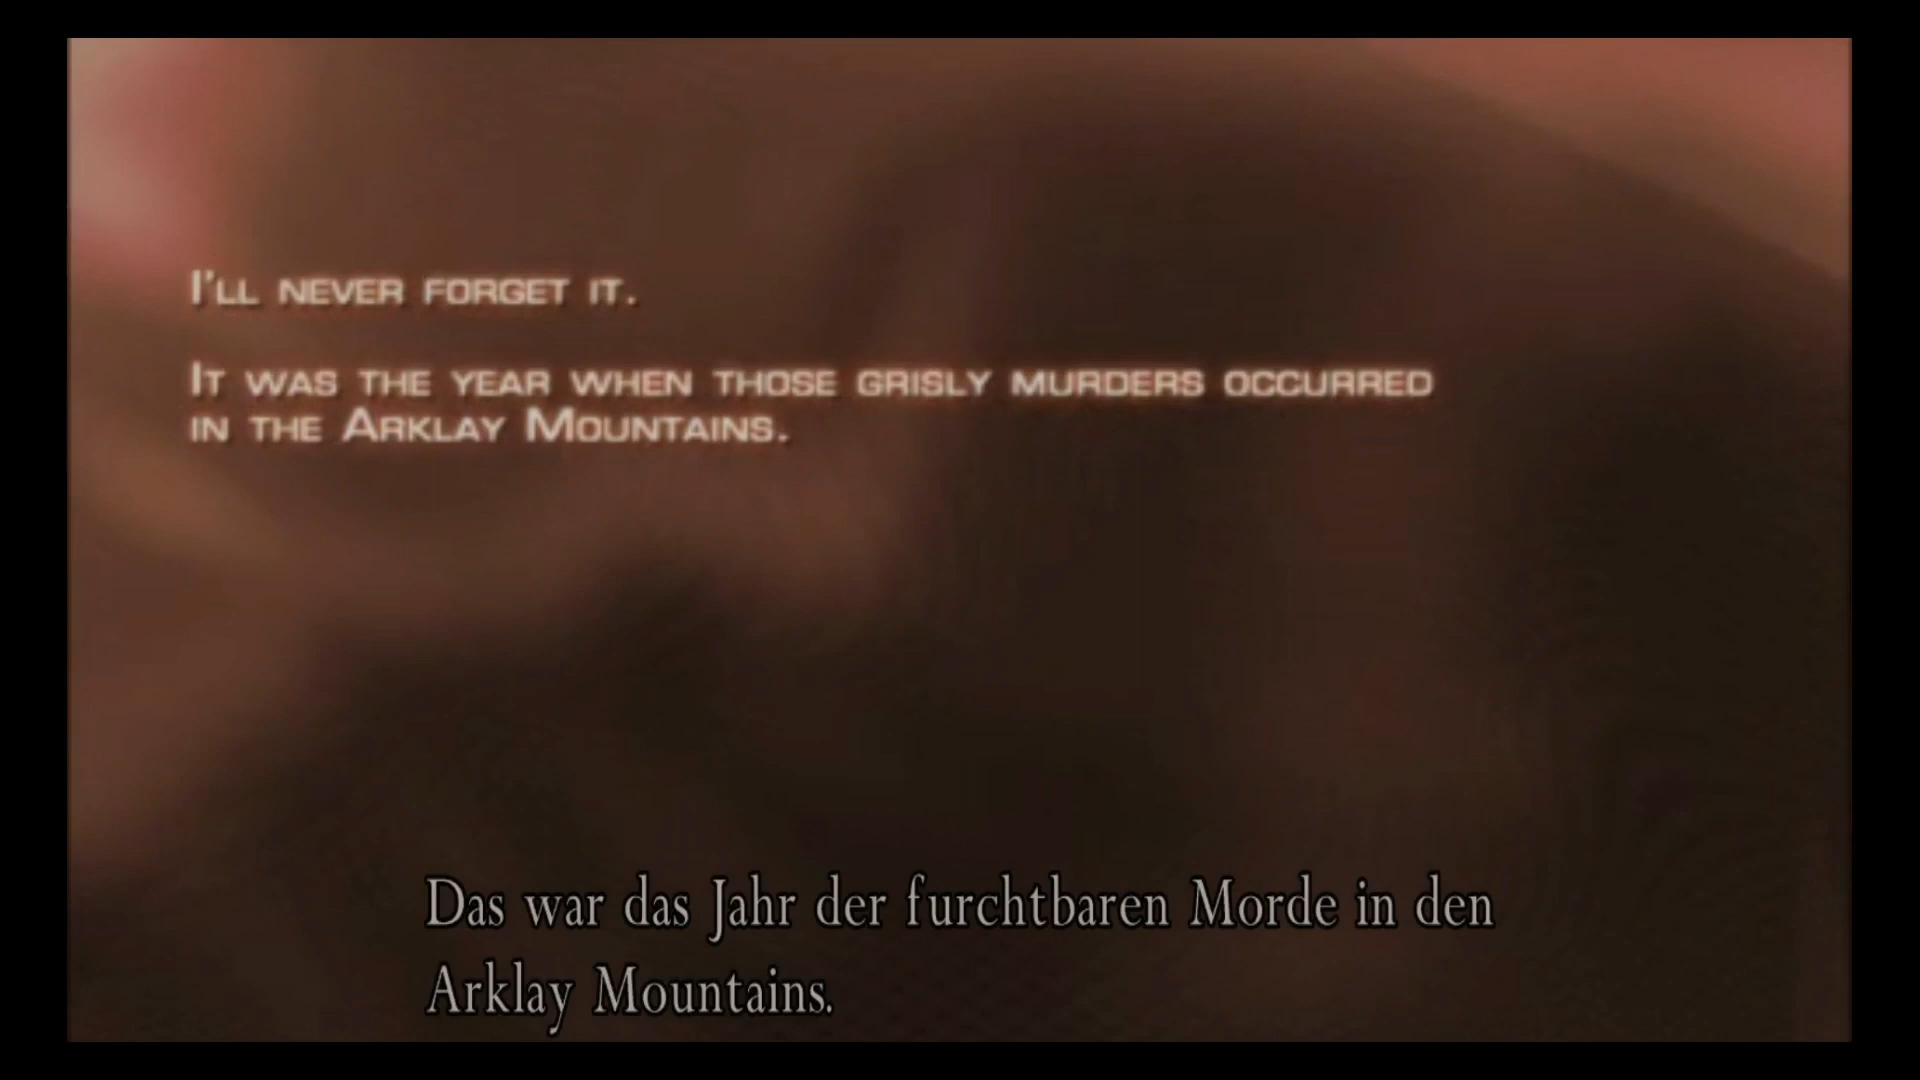 I'll never forget it.
It was the year when those grisly murders occurred
in the Arklay Mountains.
Das war das Jahr der furchtbaren Morde in den
Arklay Mountains.